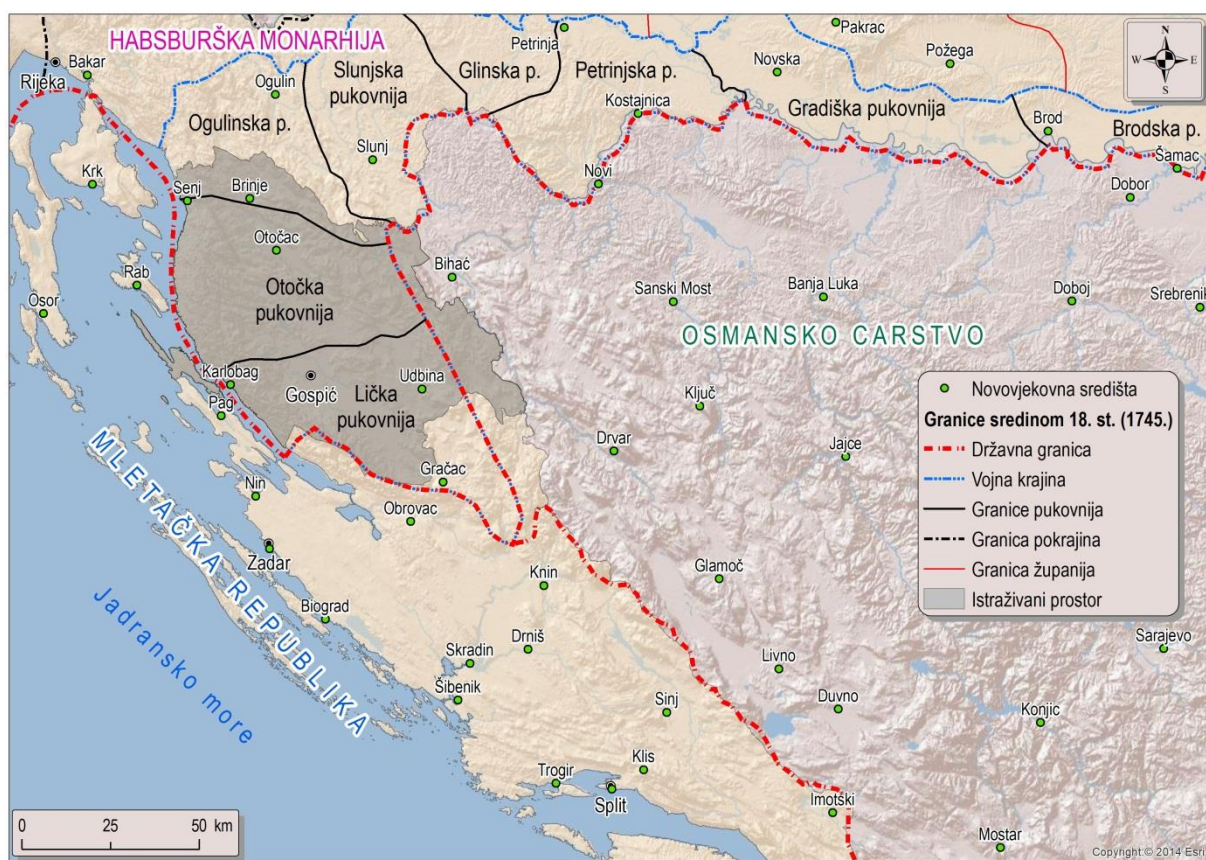 HABSBURŠKA MONARHIJA
Rijeka
Bakar
Ogulin
Slunjska
pukovnija
Glinska p.
Petrinja
Petrinjska p.
Pakrac
Požega
Novska
N
W
E
S
Ogulinska p.
Slunj
Kostajnica
Gradiška pukovnija
Brod
Brodska p.
Šamac
Krk
Senj
Brinje
Novi
Dobor
Otočac
Rab
Otočka
pukovnija
Bihać
Sanski Most
Banja Luka
Doboj
Srebrenik
Osor
OSMANSKO CARSTVO
Karlobag
Gospić
Udbina
Lička
pukovnija
Pag
Ključ
Drvar
Jajce
Gračac
Nin
Obrovac
MLETAČKA REPUBLIKA
Zadar
Knin
Glamoč
Biograd
Jadransko more
Drniš
Skradin
Šibenik
Livno
Sarajevo
Sinj
Duvno
Konjic
Klis
Trogir
Split
Imotški
Mostar
Novovjekovna središta
Granice sredinom 18. st. (1745.)
Državna granica
Vojna krajina
Granice pukovnija
Granica pokrajina
Granica županija
Istraživani prostor
0 25 50 km
Copyright:© 2014 Esri